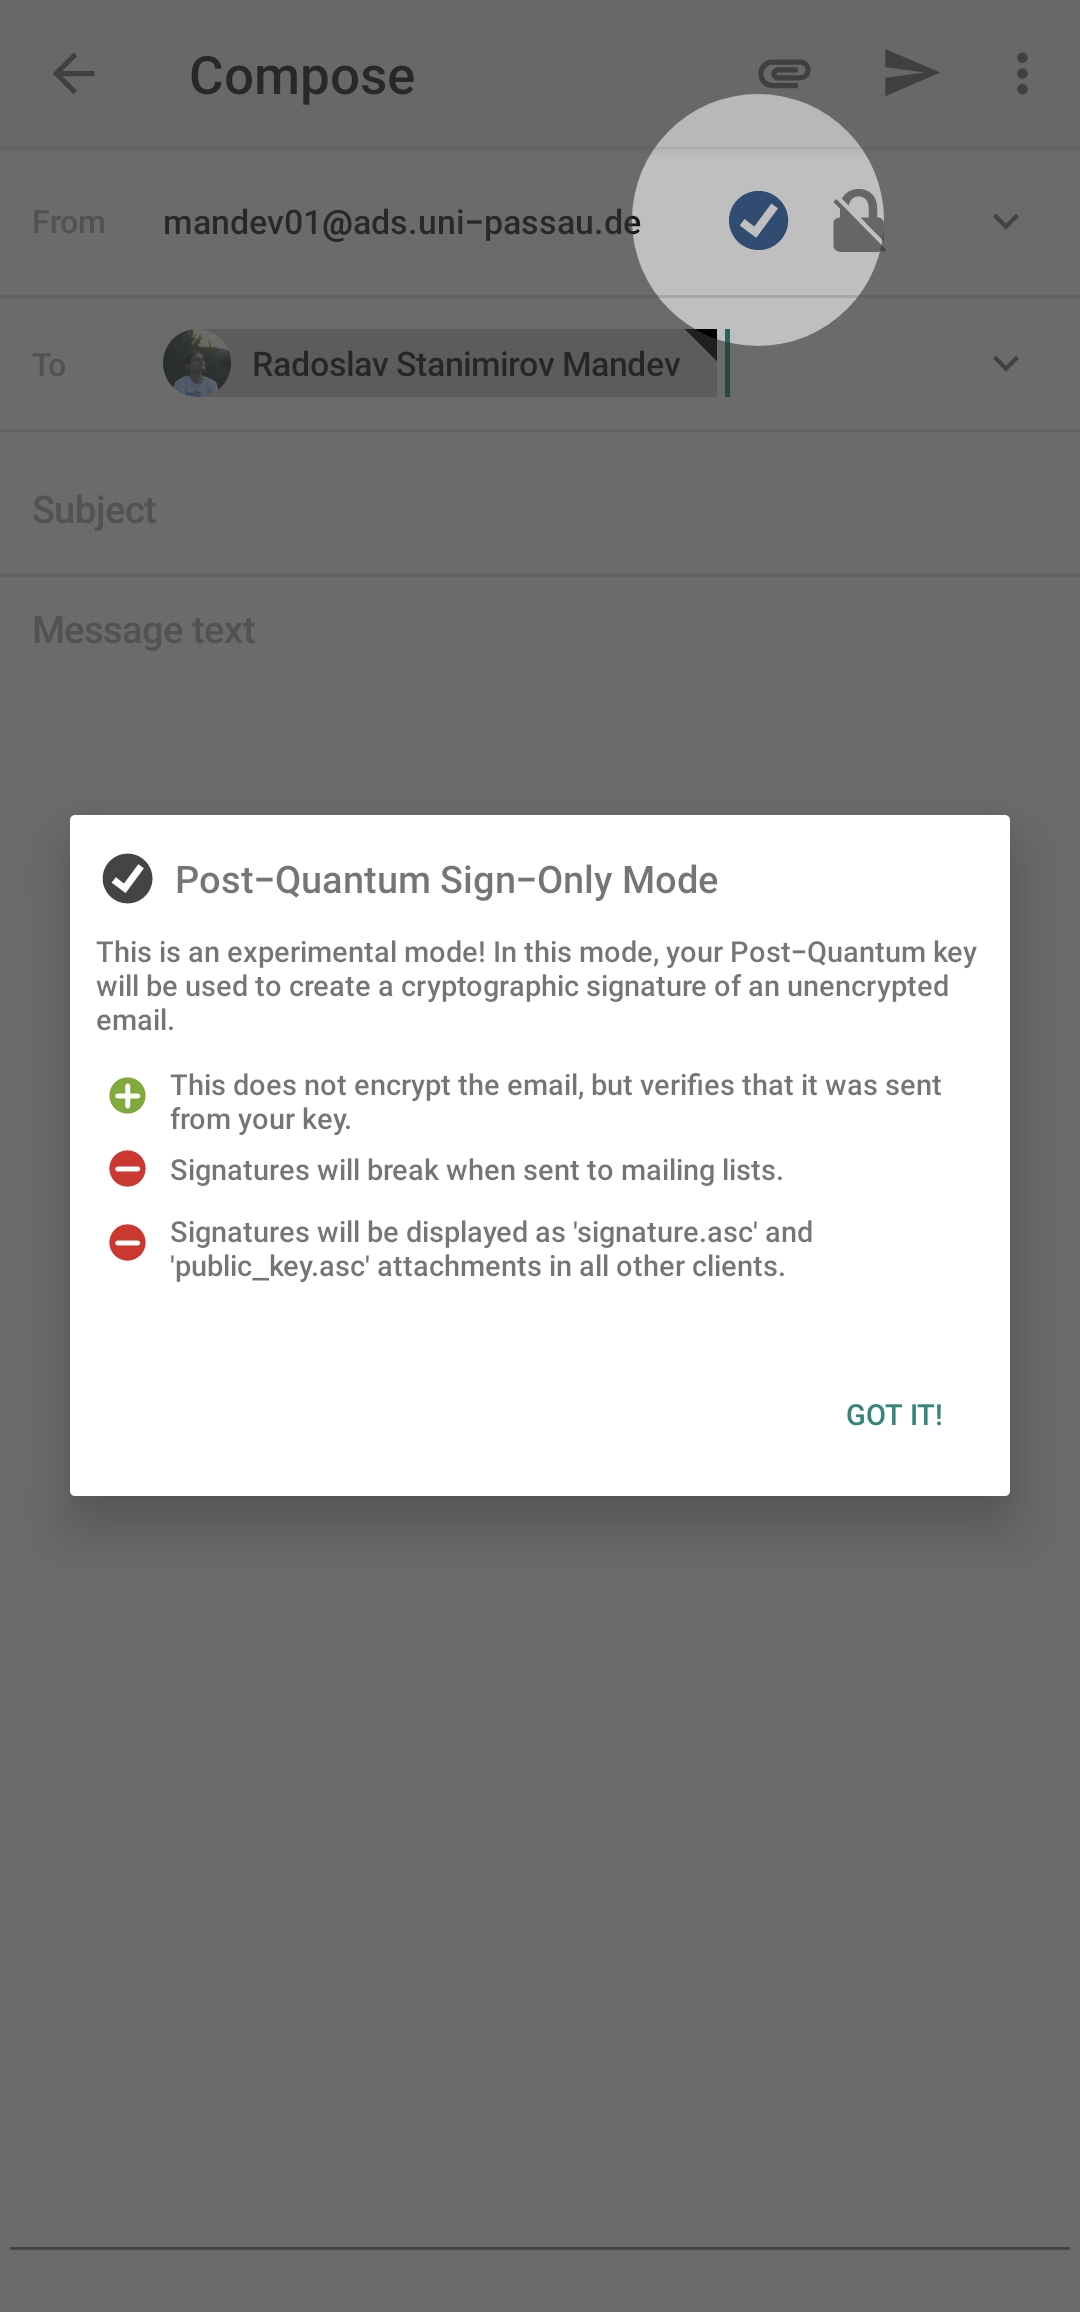 Compose
From mandev01@ads.uni-passau.de
To Radoslav Stanimirov Mandev
Subject
Message text
Post-Quantum Sign-Only Mode
This is an experimental mode! In this mode, your Post-Quantum key
will be used to create a cryptographic signature of an unencrypted
email.
This does not encrypt the email, but verifies that it was sent
from your key.
Signatures will break when sent to mailing lists.
Signatures will be displayed as 'signature.asc' and
'public_key.asc' attachments in all other clients.
GOT IT!